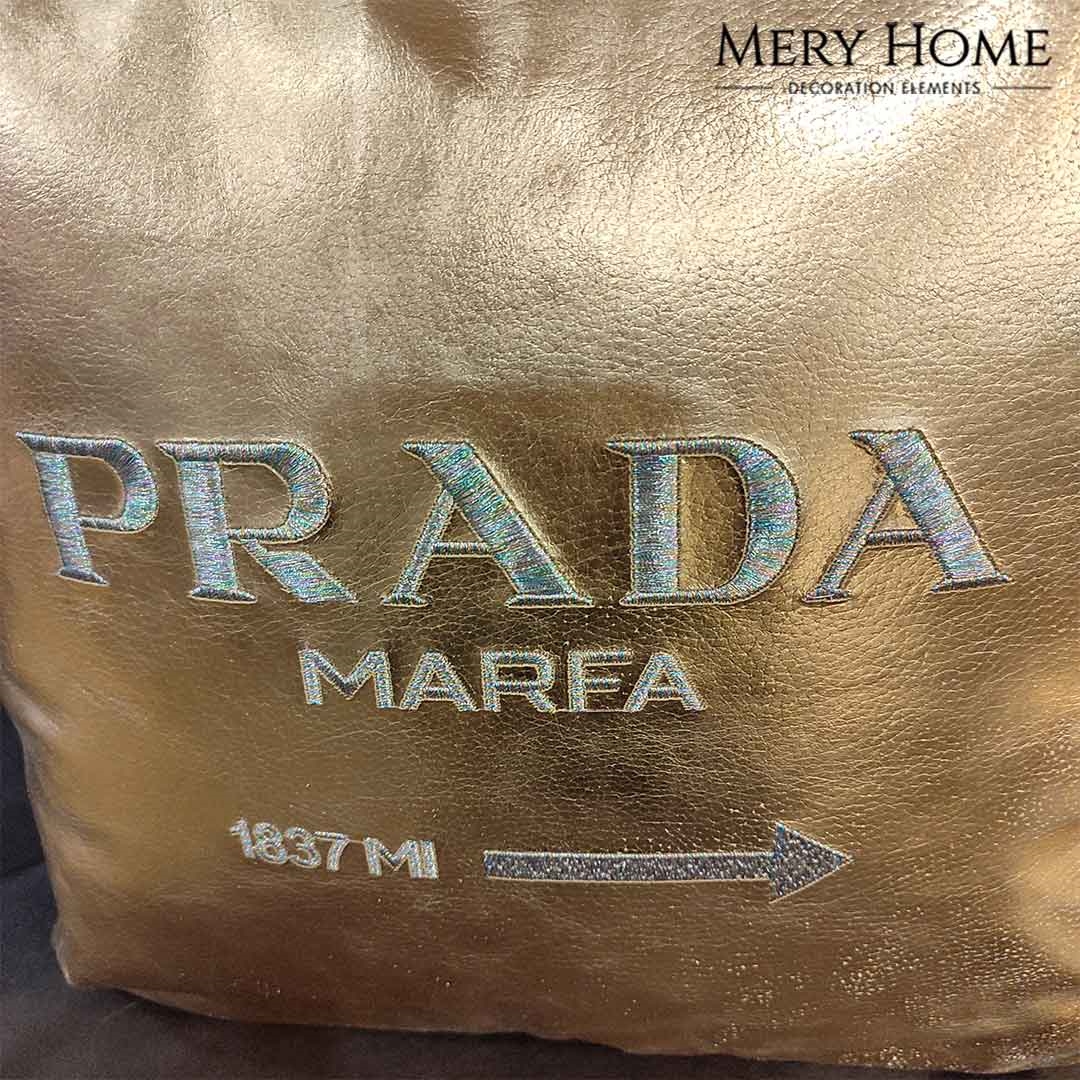 MERY HOME
DECORATION ELEMENTS
PRADA
MARFA
1837 MI